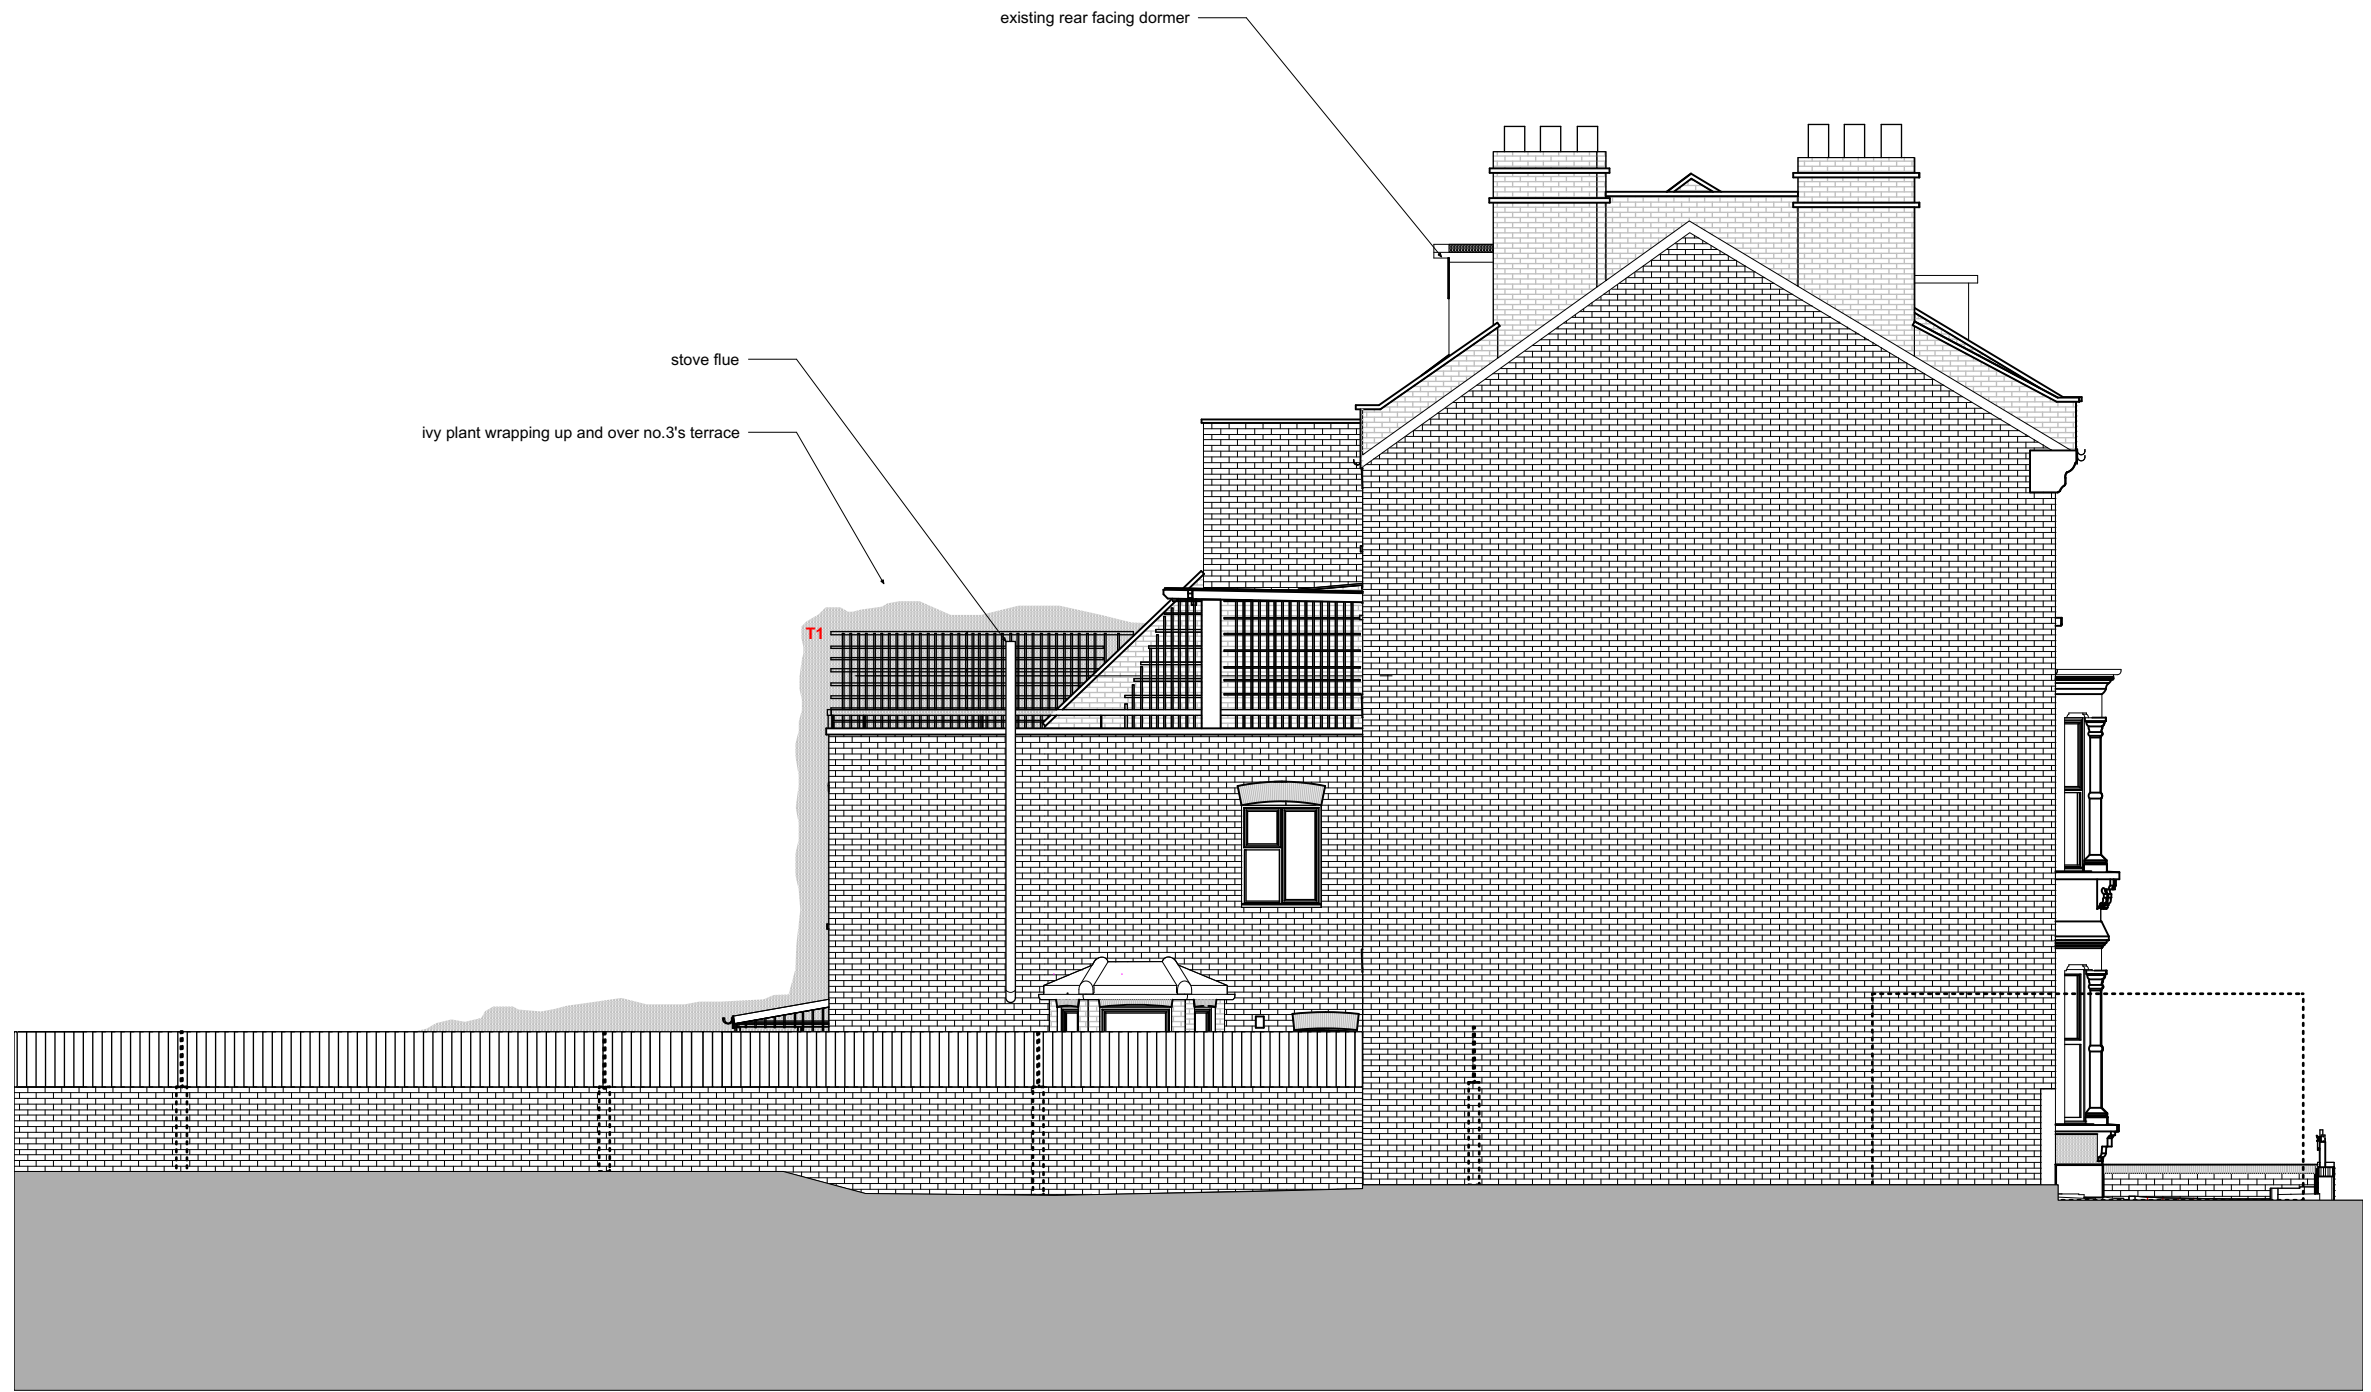 existing rear facing dormer
stove flue
ivy plant wrapping up and over no.3's terrace
T1